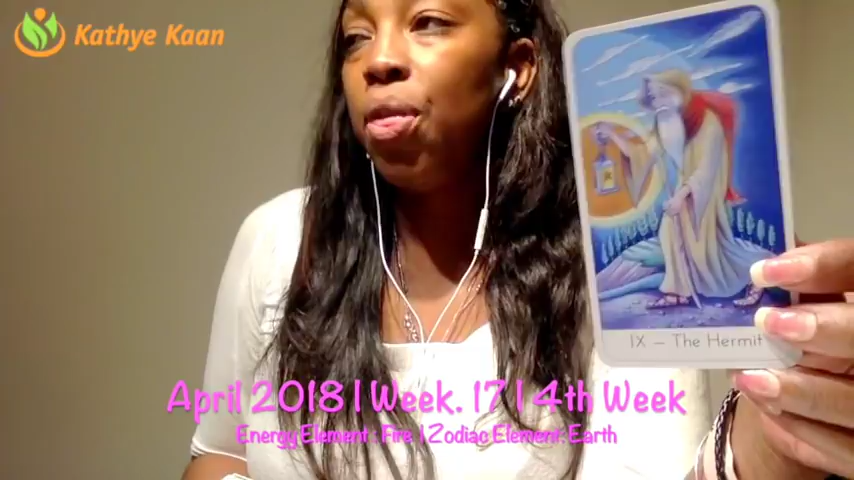 Kathye Kaan
IX – The Hermit
April 2018 | Week. 17 | 4th Week
Energy Element : Fire | Zodiac Element: Earth